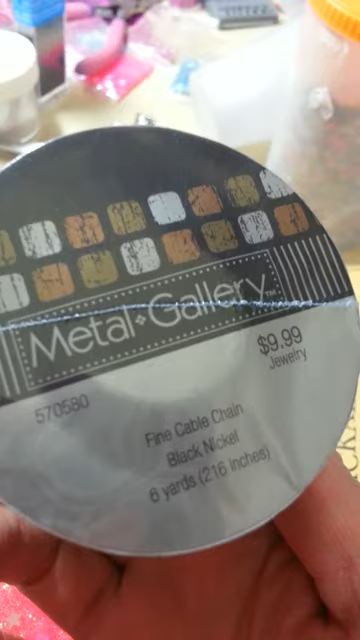 Metal Gallery™
570580
$9.99
Jewelry
Fine Cable Chain
Black Nickel
6 yards (216 inches)